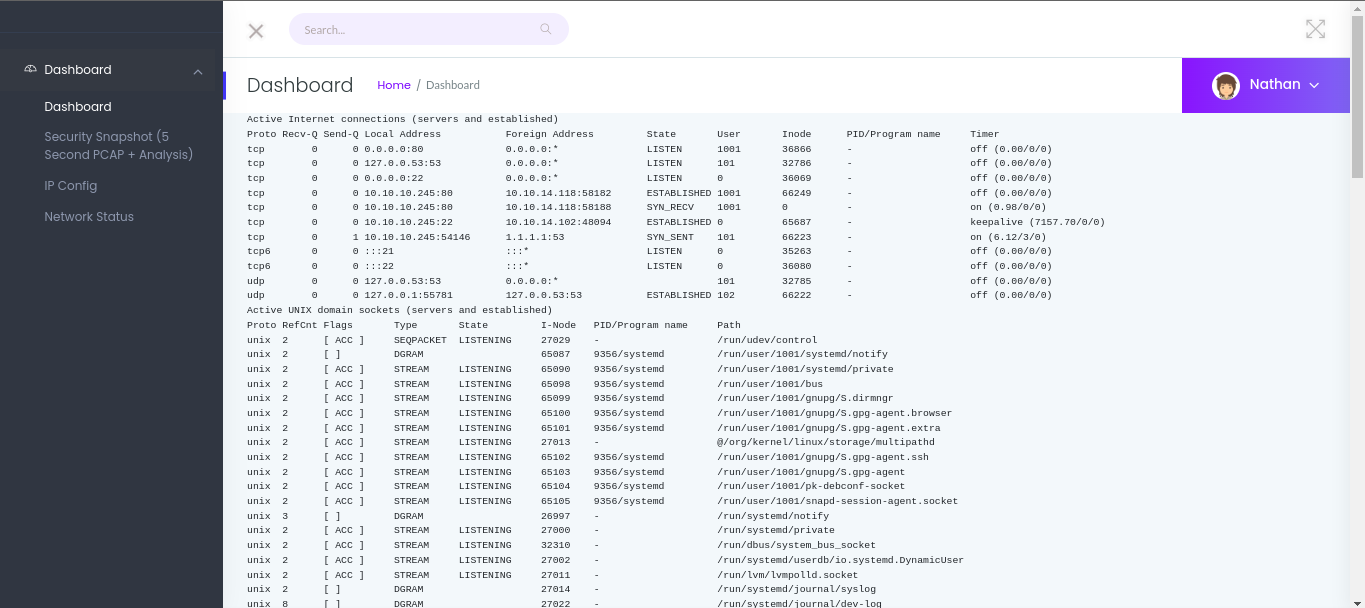 Search...
Dashboard
Dashboard
Security Snapshot (5
Second PCAP + Analysis)
IP Config
Network Status
Dashboard Home / Dashboard
Nathan
Active Internet connections (servers and established)
Proto Recv-Q Send-Q Local Address           Foreign Address         State       User       Inode      PID/Program name     Timer
tcp        0      0 0.0.0.0:80              0.0.0.0:*               LISTEN      1001       36866      -                    off (0.00/0/0)
tcp        0      0 127.0.0.53:53           0.0.0.0:*               LISTEN      101        32786      -                    off (0.00/0/0)
tcp        0      0 0.0.0.0:22              0.0.0.0:*               LISTEN      0          36069      -                    off (0.00/0/0)
tcp        0      0 10.10.10.245:80         10.10.14.118:58182      ESTABLISHED 1001       66249      -                    off (0.00/0/0)
tcp        0      0 10.10.10.245:80         10.10.14.118:58188      SYN_RECV    1001       0          -                    on (0.98/0/0)
tcp        0      0 10.10.10.245:22         10.10.14.102:48094      ESTABLISHED 0          65687      -                    keepalive (7157.70/0/0)
tcp        0      1 10.10.10.245:54146      1.1.1.1:53              SYN_SENT    101        66223      -                    on (6.12/3/0)
tcp6       0      0 :::21                   :::*                    LISTEN      0          35263      -                    off (0.00/0/0)
tcp6       0      0 :::22                   :::*                    LISTEN      0          36080      -                    off (0.00/0/0)
udp        0      0 127.0.0.53:53           0.0.0.0:*                           101        32785      -                    off (0.00/0/0)
udp        0      0 127.0.0.1:55781         127.0.0.53:53           ESTABLISHED 102        66222      -                    off (0.00/0/0)
Active UNIX domain sockets (servers and established)
Proto RefCnt Flags       Type       State         I-Node   PID/Program name     Path
unix  2      [ ACC ]     SEQPACKET  LISTENING     27029    -                    /run/udev/control
unix  2      [ ]         DGRAM                    65087    9356/systemd         /run/user/1001/systemd/notify
unix  2      [ ACC ]     STREAM     LISTENING     65090    9356/systemd         /run/user/1001/systemd/private
unix  2      [ ACC ]     STREAM     LISTENING     65098    9356/systemd         /run/user/1001/bus
unix  2      [ ACC ]     STREAM     LISTENING     65099    9356/systemd         /run/user/1001/gnupg/S.dirmngr
unix  2      [ ACC ]     STREAM     LISTENING     65100    9356/systemd         /run/user/1001/gnupg/S.gpg-agent.browser
unix  2      [ ACC ]     STREAM     LISTENING     65101    9356/systemd         /run/user/1001/gnupg/S.gpg-agent.extra
unix  2      [ ACC ]     STREAM     LISTENING     27013    -                    @/org/kernel/linux/storage/multipathd
unix  2      [ ACC ]     STREAM     LISTENING     65102    9356/systemd         /run/user/1001/gnupg/S.gpg-agent.ssh
unix  2      [ ACC ]     STREAM     LISTENING     65103    9356/systemd         /run/user/1001/gnupg/S.gpg-agent
unix  2      [ ACC ]     STREAM     LISTENING     65104    9356/systemd         /run/user/1001/pk-debconf-socket
unix  2      [ ACC ]     STREAM     LISTENING     65105    9356/systemd         /run/user/1001/snapd-session-agent.socket
unix  3      [ ]         DGRAM                    26997    -                    /run/systemd/notify
unix  2      [ ACC ]     STREAM     LISTENING     27000    -                    /run/systemd/private
unix  2      [ ACC ]     STREAM     LISTENING     32310    -                    /run/dbus/system_bus_socket
unix  2      [ ACC ]     STREAM     LISTENING     27002    -                    /run/systemd/userdb/io.systemd.DynamicUser
unix  2      [ ACC ]     STREAM     LISTENING     27011    -                    /run/lvm/lvmpolld.socket
unix  2      [ ]         DGRAM                    27014    -                    /run/systemd/journal/syslog
unix  8      [ ]         DGRAM                    27022    -                    /run/systemd/journal/dev-log